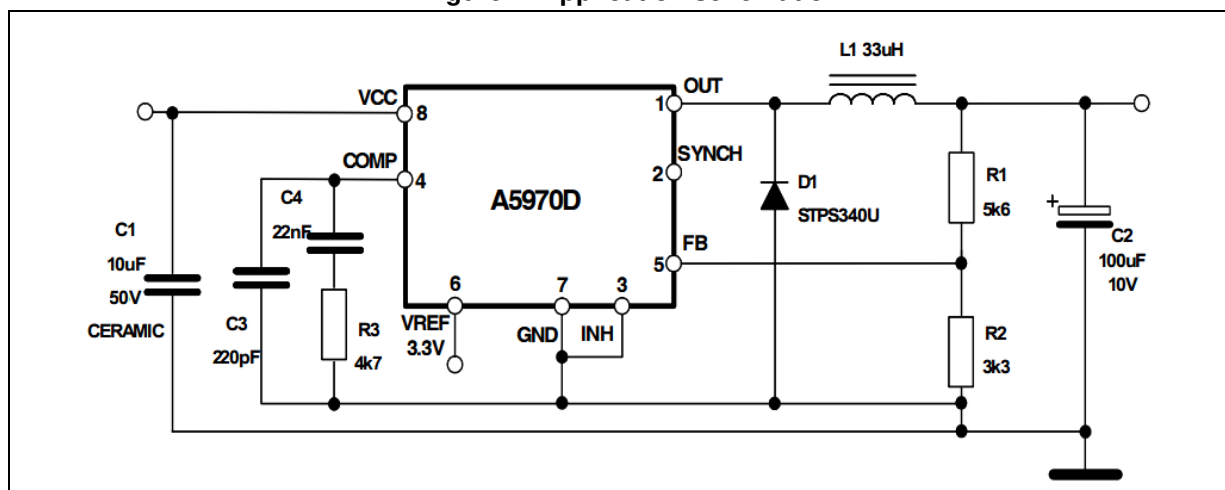 L1 33uH
VCC
8
OUT
1
COMP
4
SYNCH
2
A5970D
C4
22nF
C1
10uF
50V
CERAMIC
C3
220pF
R3
4k7
6
VREF
3.3V
7
GND
3
INH
FB
5
D1
STPS340U
R1
5k6
+
C2
100uF
10V
R2
3k3